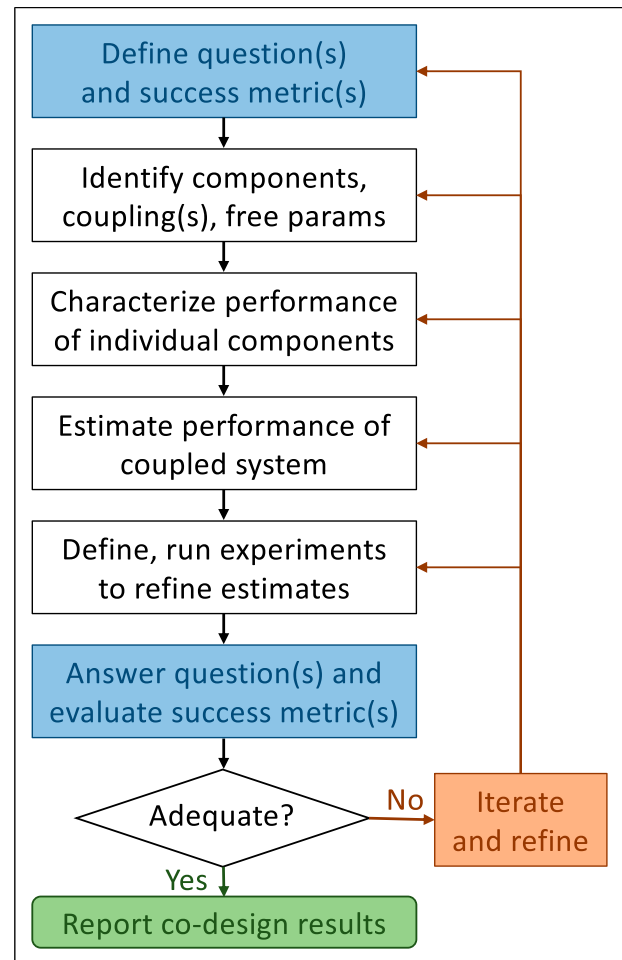 Define question(s)
and success metric(s)
Identify components,
coupling(s), free params
Characterize performance
of individual components
Estimate performance of
coupled system
Define, run experiments
to refine estimates
Answer question(s) and
evaluate success metric(s)
Adequate?
No
Iterate
and refine
Yes
Report co-design results